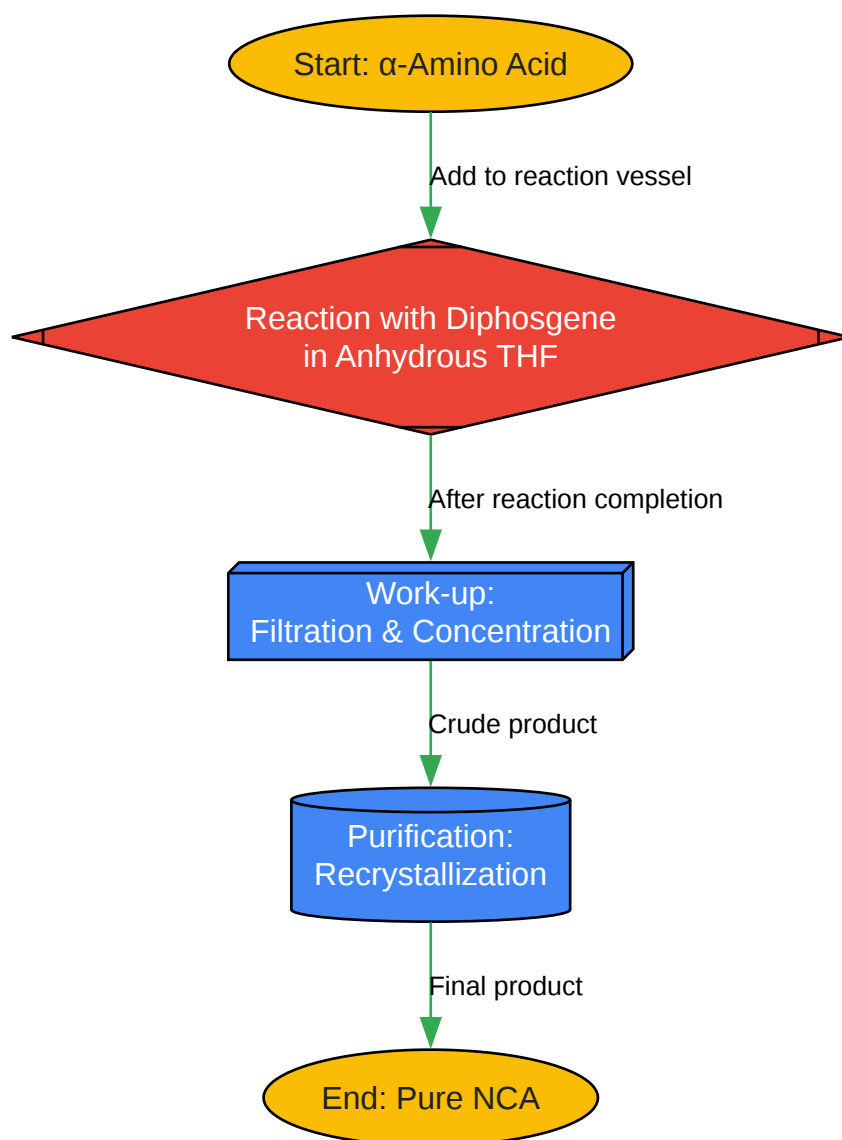 Start: α-Amino Acid
Add to reaction vessel
Reaction with Diphosgene
in Anhydrous THF
After reaction completion
Work-up:
Filtration & Concentration
Crude product
Purification:
Recrystallization
Final product
End: Pure NCA